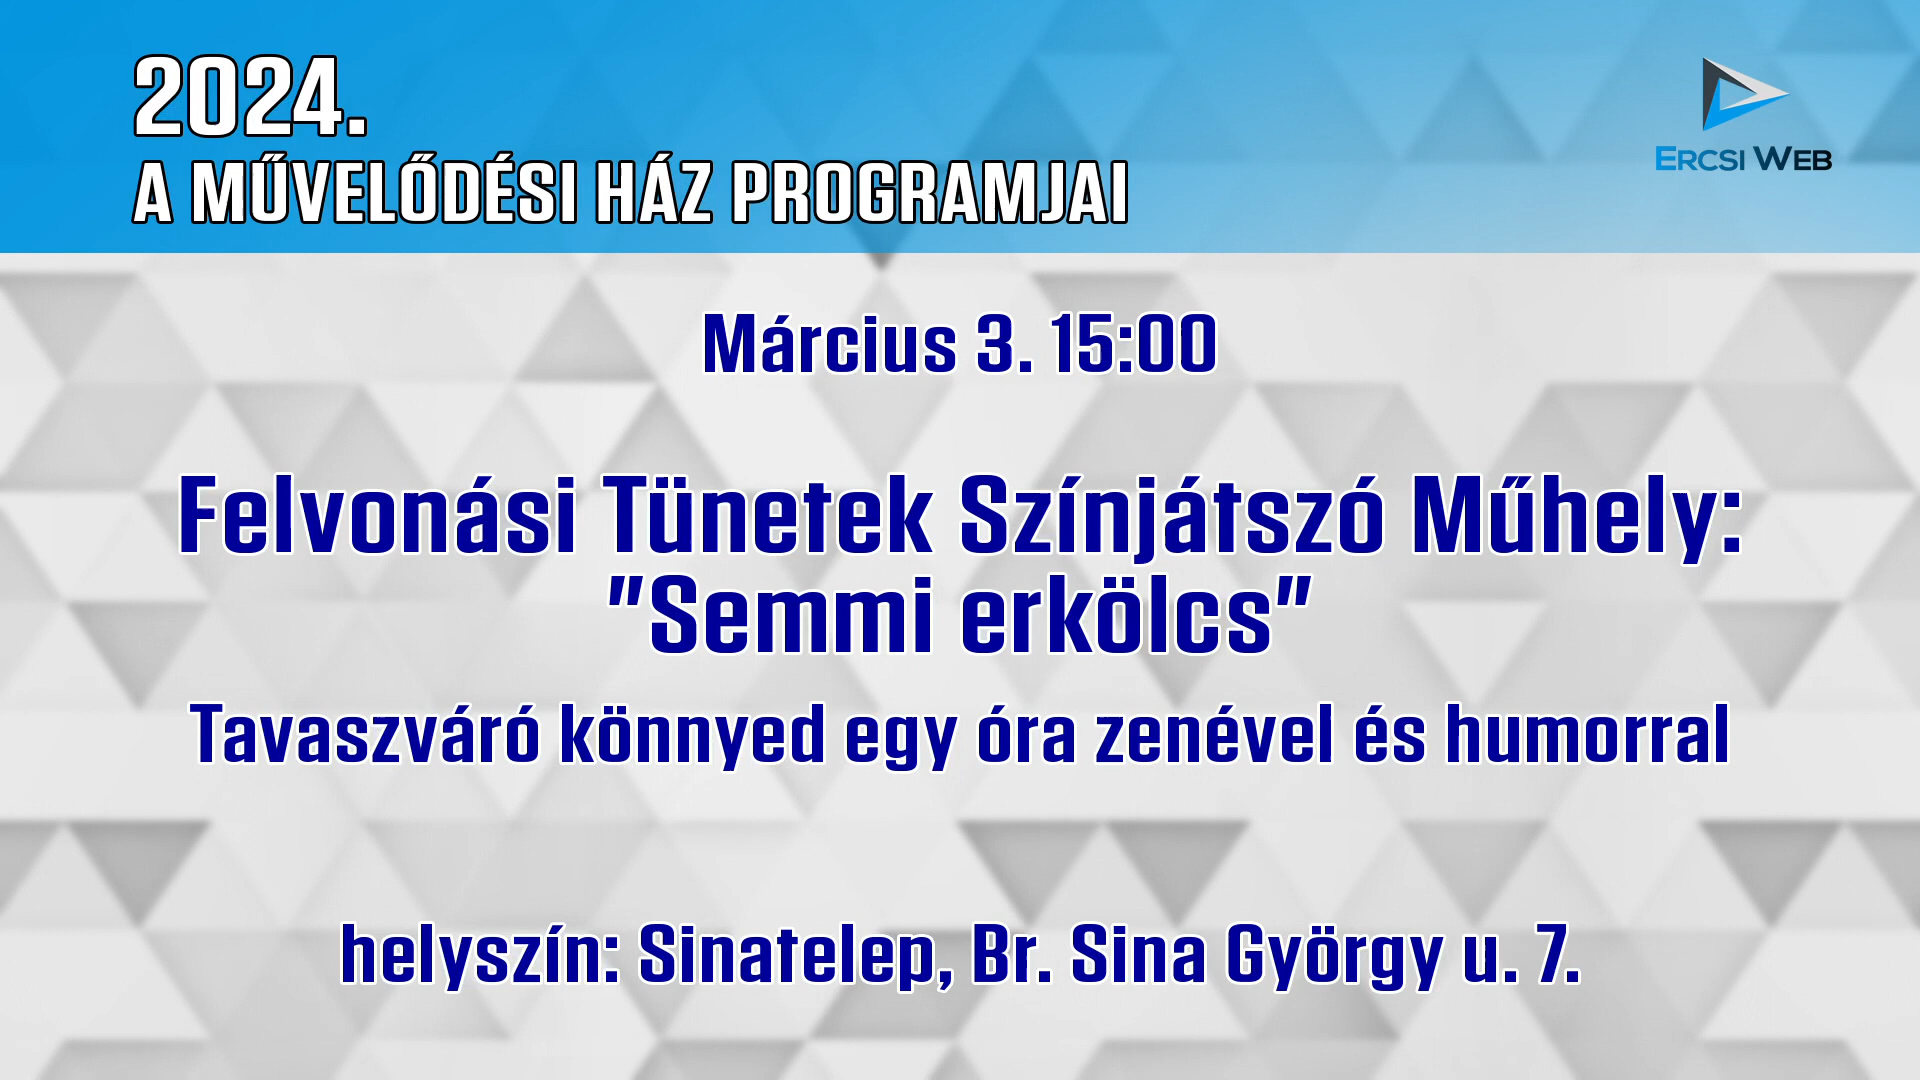 2024.
A MŰVELŐDÉSI HÁZ PROGRAMJAI
ERCSI WEB
Március 3. 15:00
Felvonási Tünetek Színjátszó Műhely:
"Semmi erkölcs"
Tavaszváró könnyed egy óra zenével és humorral
helyszín: Sinatelep, Br. Sina György u. 7.